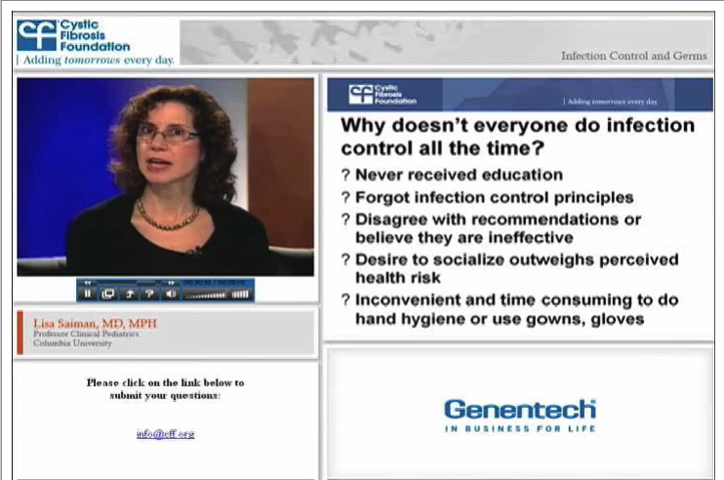 Cystic
Fibrosis
Foundation
Adding tomorrows every day.
Infection Control and Germs
Cystic
Fibrosis
Foundation
Adding tomorrows every day
Why doesn't everyone do infection
control all the time?
? Never received education
? Forgot infection control principles
? Disagree with recommendations or
believe they are ineffective
? Desire to socialize outweighs perceived
health risk
? Inconvenient and time consuming to do
hand hygiene or use gowns, gloves
Lisa Saiman, MD, MPH
Professor Clinical Pediatrics
Columbia University
Please click on the link below to
submit your questions:
info@cff.org
Genentech
IN BUSINESS FOR LIFE